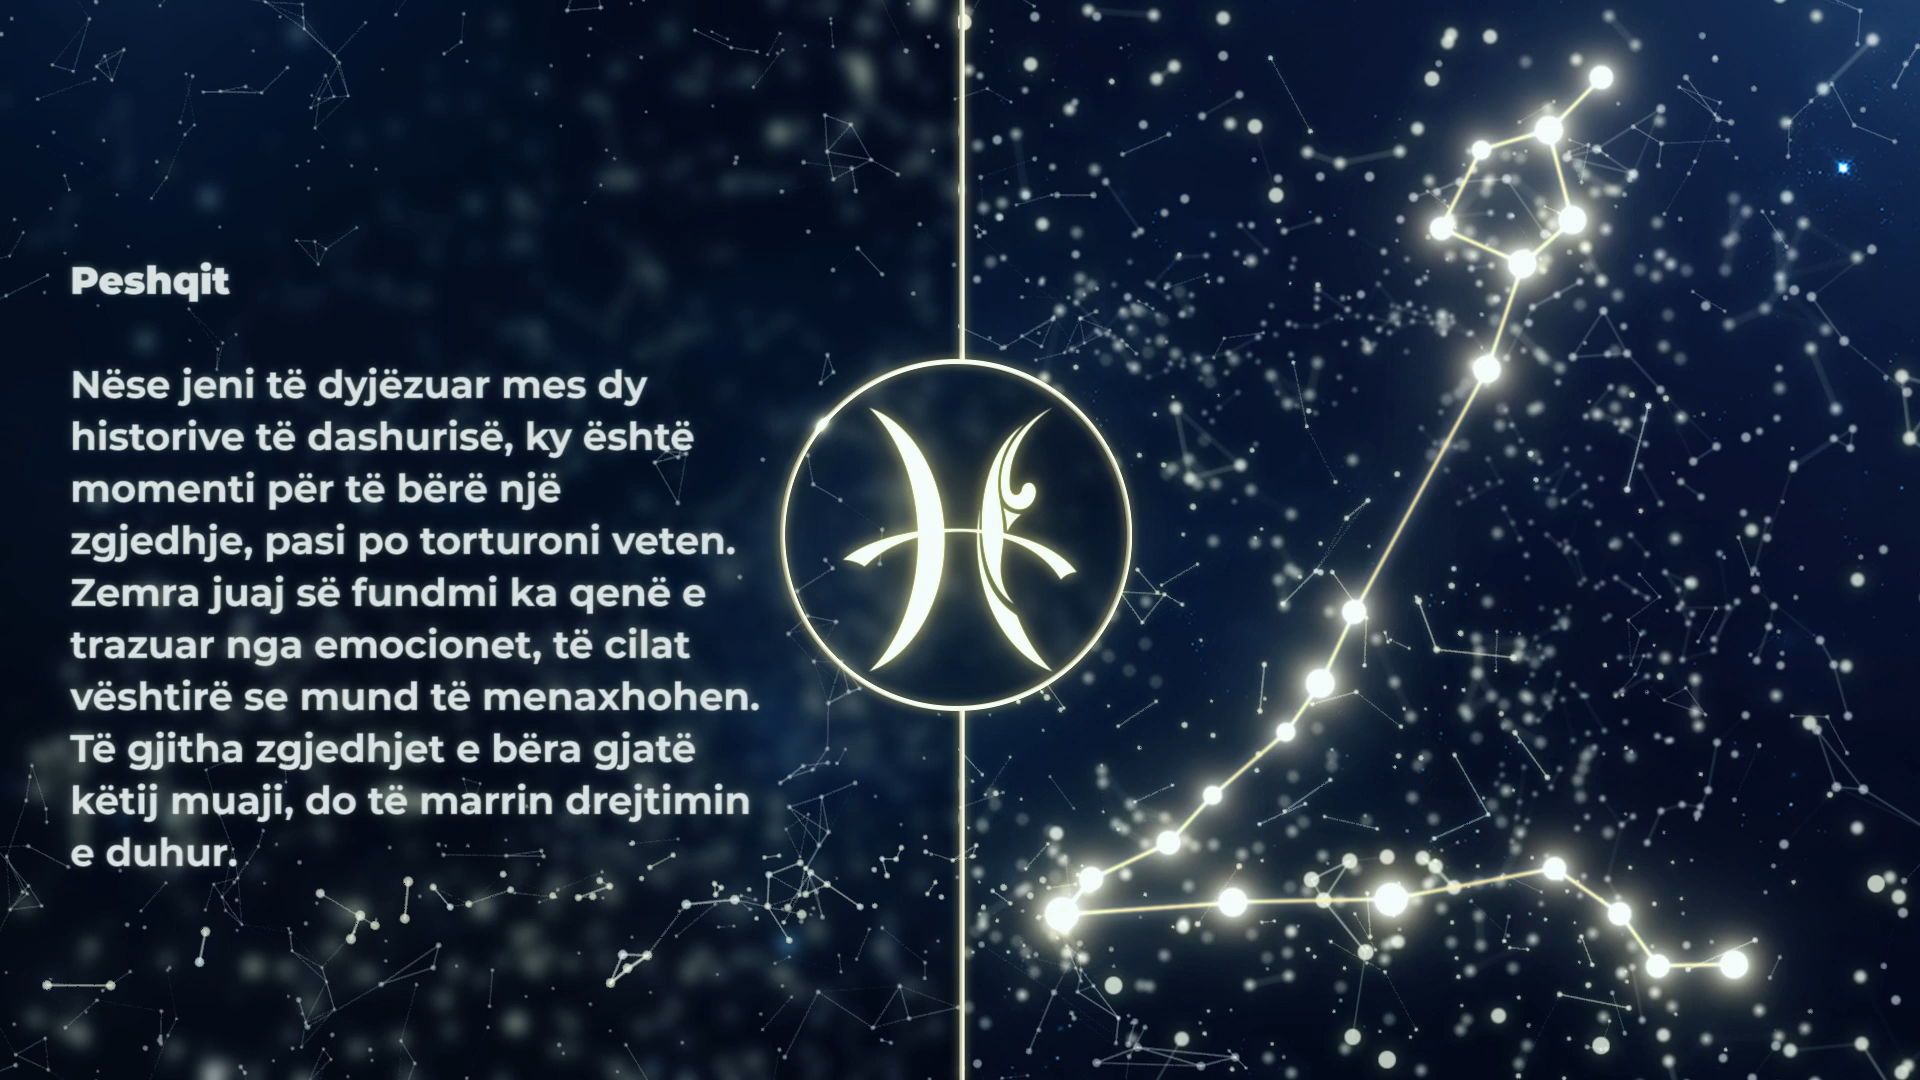 Peshqit
Nëse jeni të dyjëzuar mes dy
historive të dashurisë, ky është
momenti për të bërë një
zgjedhje, pasi po torturoni veten.
Zemra juaj së fundmi ka qenë e
trazuar nga emocionet, të cilat
vështirë se mund të menaxhohen.
Të gjitha zgjedhjet e bëra gjatë
këtij muaji, do të marrin drejtimin
e duhur.